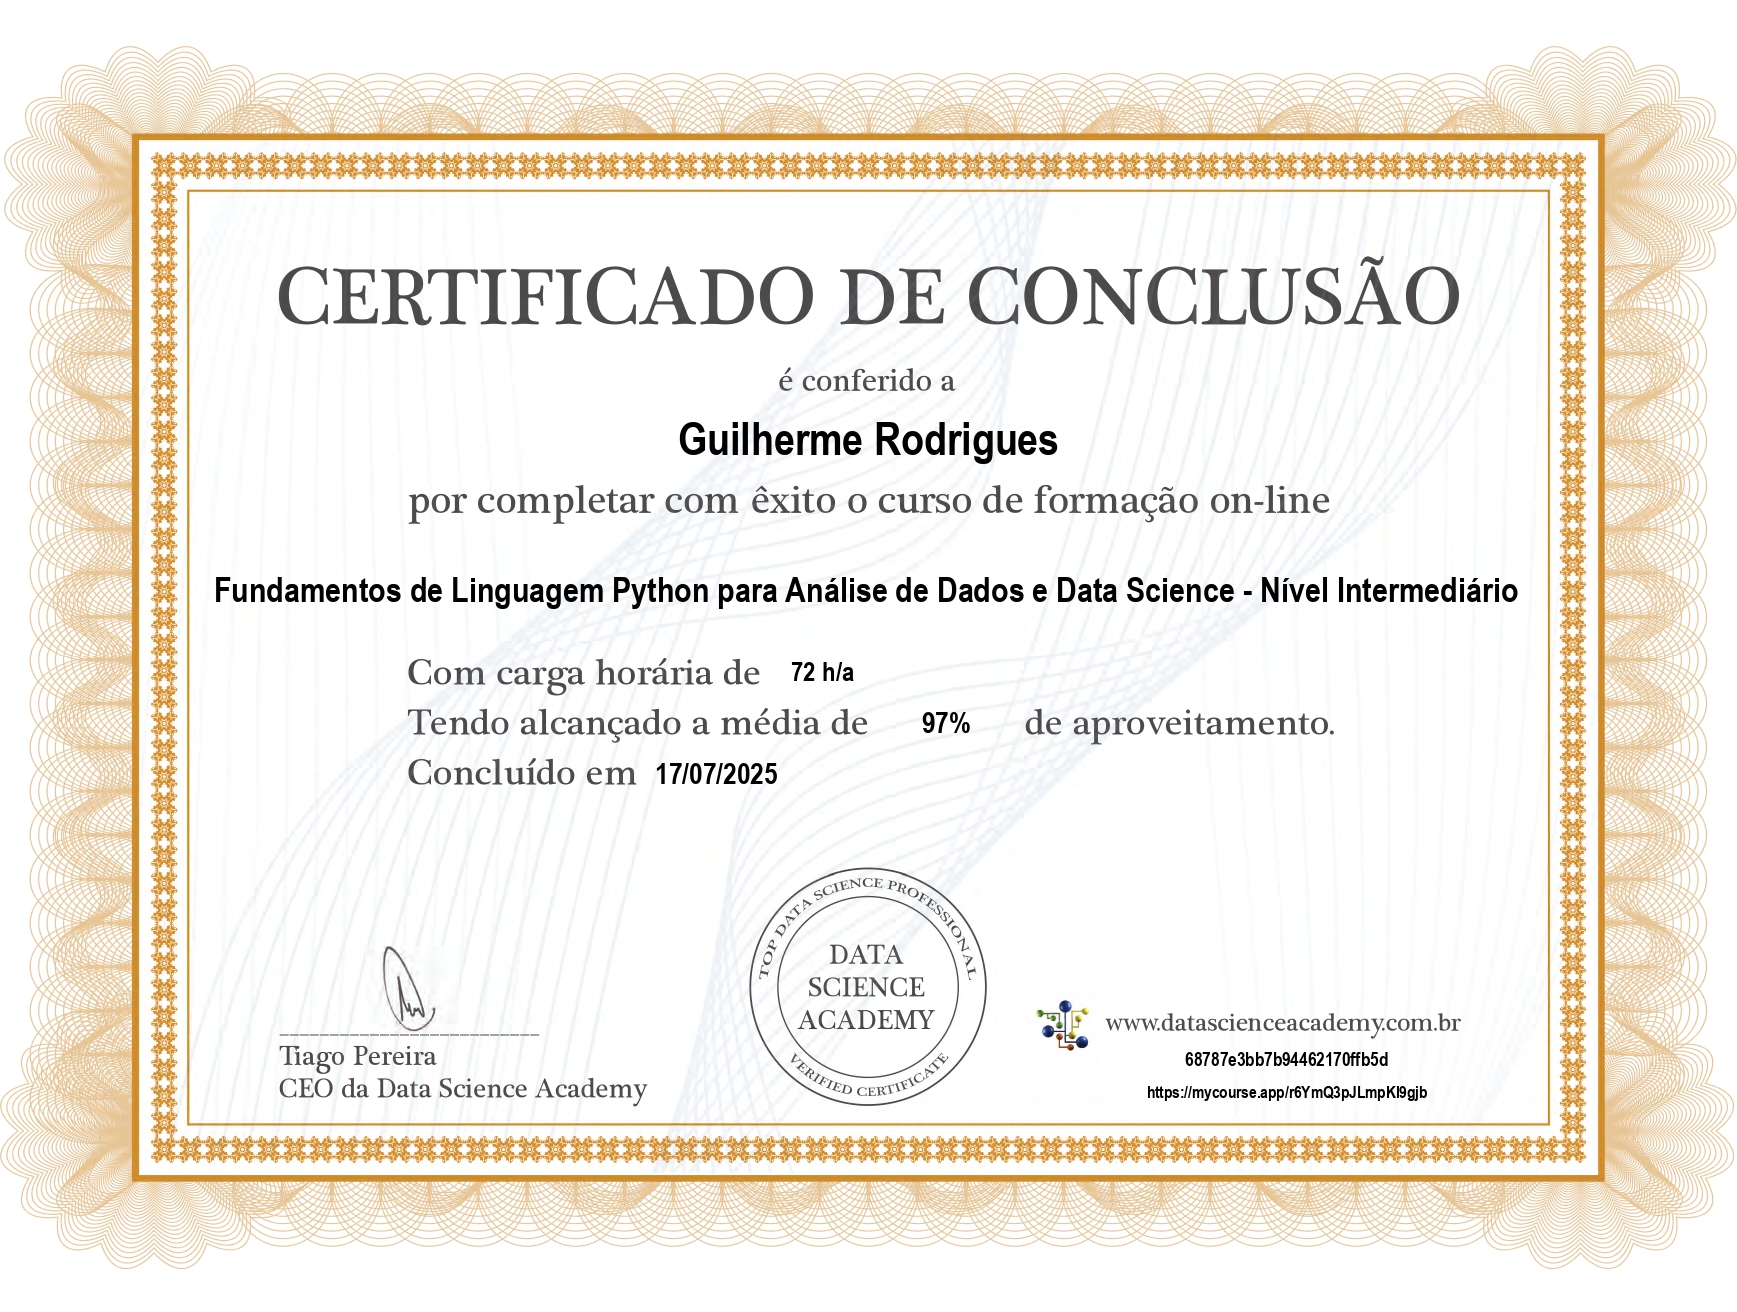 CERTIFICADO DE CONCLUSÃO
é conferido a
Guilherme Rodrigues
por completar com êxito o curso de formação on-line
Fundamentos de Linguagem Python para Análise de Dados e Data Science - Nível Intermediário
Com carga horária de 72 h/a
Tendo alcançado a média de 97% de aproveitamento.
Concluído em 17/07/2025
Tiago Pereira
CEO da Data Science Academy
TOP DATA SCIENCE PROFESSIONAL
DATA
SCIENCE
ACADEMY
VERIFIED CERTIFICATE
www.datascienceacademy.com.br
68787e3bb7b94462170ffb5d
https://mycourse.app/r6YmQ3pJLmpKl9gjb